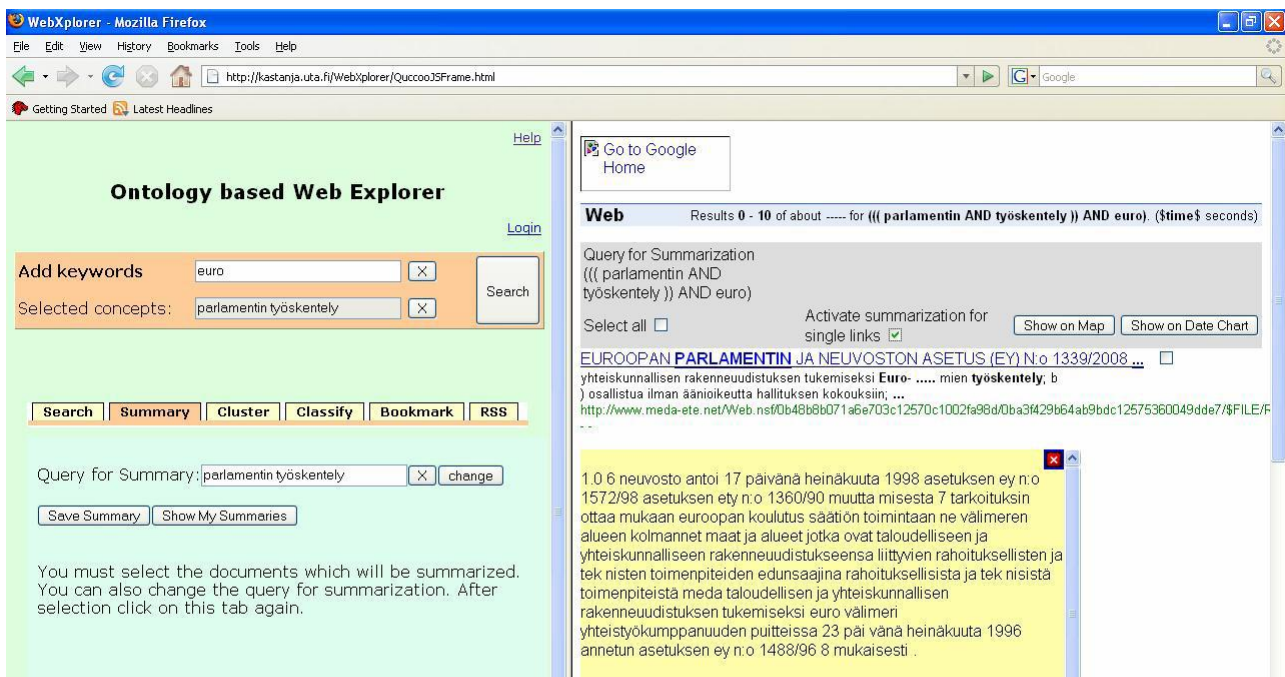 WebXplorer - Mozilla Firefox
File Edit View History Bookmarks Tools Help
http://kastanja.uta.fi/WebXplorer/QuccooJSFrame.html
Google
Getting Started Latest Headlines
Help
Ontology based Web Explorer
Login
Add keywords euro X
Search
Selected concepts: parlamentin työskentely X
Search Summary Cluster Classify Bookmark RSS
Query for Summary: parlamentin työskentely X change
Save Summary Show My Summaries
You must select the documents which will be summarized.
You can also change the query for summarization. After
selection click on this tab again.
Go to Google
Home
Web Results 0 - 10 of about ----- for ((( parlamentin AND työskentely )) AND euro). ($time$ seconds)
Query for Summarization
((( parlamentin AND
työskentely )) AND euro)
Select all
Activate summarization for
single links
Show on Map Show on Date Chart
EUROOPAN PARLAMENTIN JA NEUVOSTON ASETUS (EY) N:o 1339/2008 ...
yhteiskunnallisen rakenneuudistuksen tukemiseksi Euro- ..... mien työskentely; b
) osallistua ilman äänioikeutta hallituksen kokouksiin; ...
http://www.meda-ete.net/Web.nsf/0b48b8b071a6e703c12570c1002fa98d/0ba3f429b64ab9bdc12575360049dde7/$FILE/F
- -
1.0 6 neuvosto antoi 17 päivänä heinäkuuta 1998 asetuksen ey n:o
1572/98 asetuksen ety n:o 1360/90 muutta misesta 7 tarkoituksin
ottaa mukaan euroopan koulutus säätiön toimintaan ne välimeren
alueen kolmannet maat ja alueet jotka ovat taloudelliseen ja
yhteiskunnalliseen rakenneuudistukseensa liittyvien rahoituksellisten ja
tek nisten toimenpiteiden edunsaajina rahoituksellisista ja tek nisistä
toimenpiteistä meda taloudellisen ja yhteiskunnallisen
rakenneuudistuksen tukemiseksi euro välimeri
yhteistyökumppanuuden puitteissa 23 päi vänä heinäkuuta 1996
annetun asetuksen ey n:o 1488/96 8 mukaisesti .